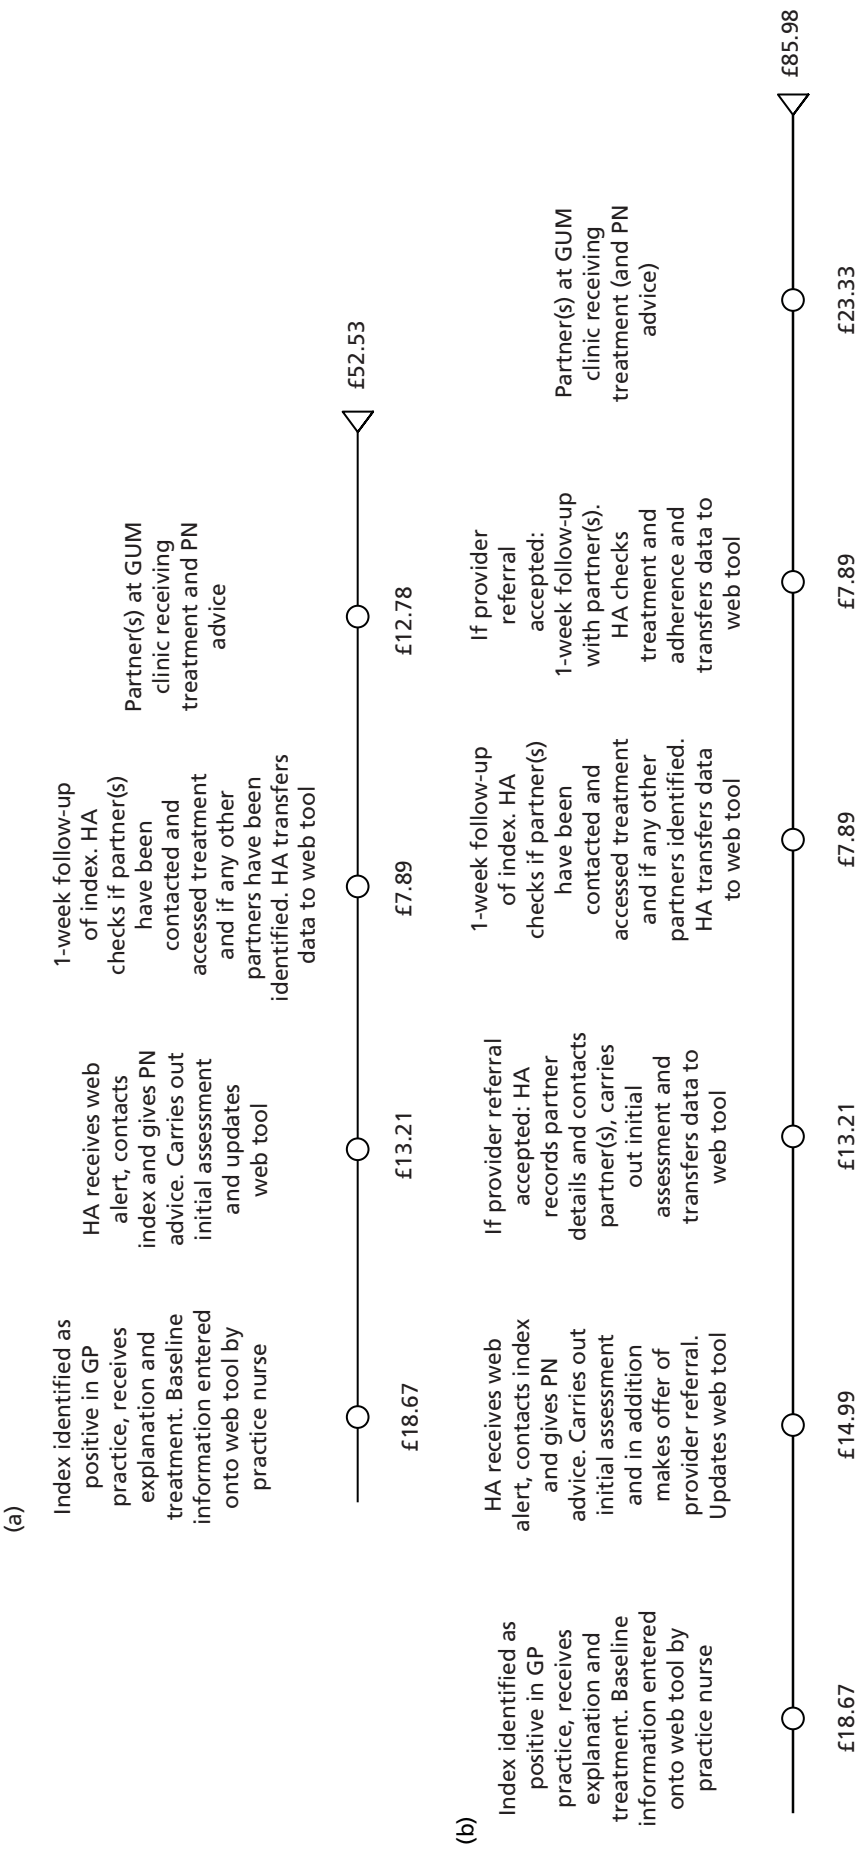 (a)
Index identified as
positive in GP
practice, receives
explanation and
treatment. Baseline
information entered
onto web tool by
practice nurse
£18.67
HA receives web
alert, contacts
index and gives PN
advice. Carries out
initial assessment
and updates
web tool
£13.21
1-week follow-up
of index. HA
checks if partner(s)
have been
contacted and
accessed treatment
and if any other
partners have been
identified. HA transfers
data to web tool
£7.89
Partner(s) at GUM
clinic receiving
treatment and PN
advice
£12.78
£52.53
(b)
Index identified as
positive in GP
practice, receives
explanation and
treatment. Baseline
information entered
onto web tool by
practice nurse
£18.67
HA receives web
alert, contacts index
and gives PN
advice. Carries out
initial assessment
and in addition
makes offer of
provider referral.
Updates web tool
£14.99
If provider referral
accepted: HA
records partner
details and contacts
partner(s), carries
out initial
assessment and
transfers data to
web tool
£13.21
1-week follow-up
of index. HA
checks if partner(s)
have been
contacted and
accessed treatment
and if any other
partners identified.
HA transfers data
to web tool
£7.89
If provider
referral
accepted:
1-week follow-up
with partner(s).
HA checks
treatment and
adherence and
transfers data to
web tool
£7.89
Partner(s) at GUM
clinic receiving
treatment (and PN
advice)
£23.33
£85.98